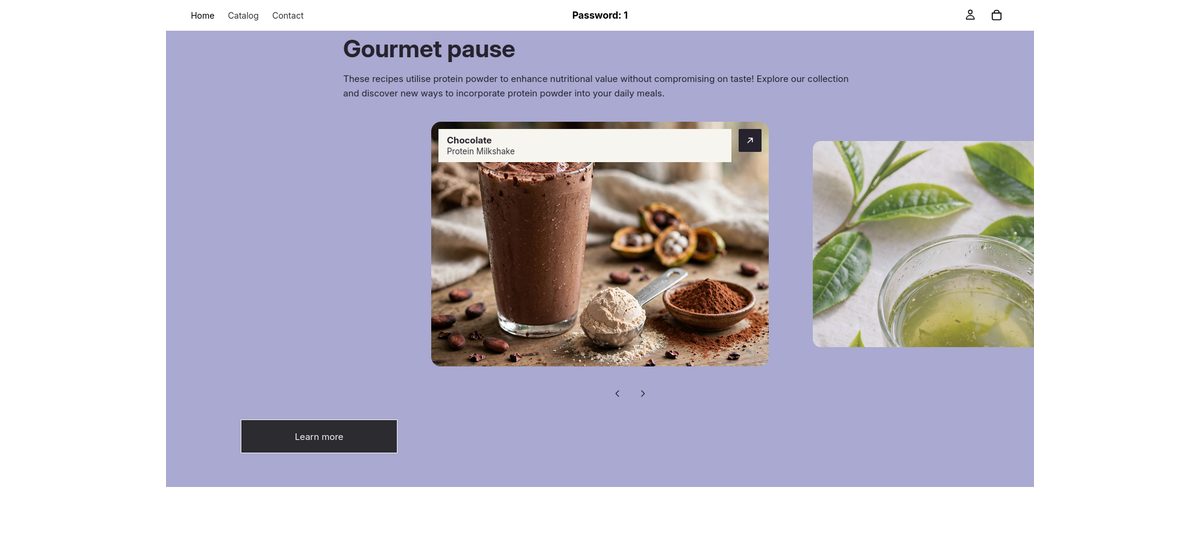 Home Catalog Contact Password: 1
Gourmet pause
These recipes utilise protein powder to enhance nutritional value without compromising on taste! Explore our collection
and discover new ways to incorporate protein powder into your daily meals.
Chocolate
Protein Milkshake
Learn more